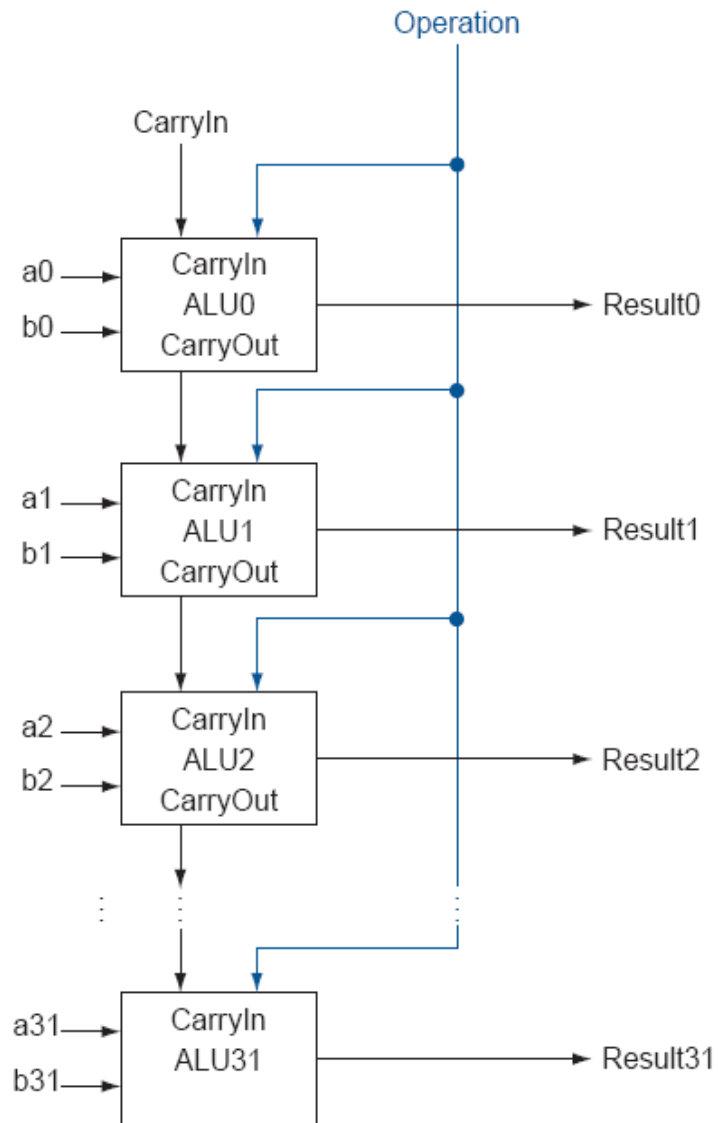 Operation
CarryIn
a0
b0
CarryIn
ALU0
CarryOut
Result0
a1
b1
CarryIn
ALU1
CarryOut
Result1
a2
b2
CarryIn
ALU2
CarryOut
Result2
a31
b31
CarryIn
ALU31
Result31